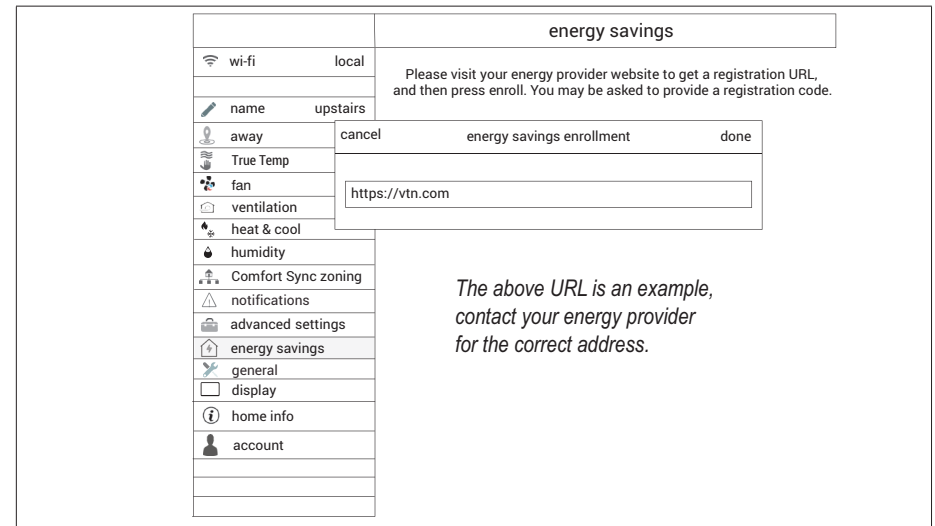 energy savings
wi-fi local
Please visit your energy provider website to get a registration URL,
and then press enroll. You may be asked to provide a registration code.
name upstairs
away
cancel energy savings enrollment done
True Temp
fan
https://vtn.com
ventilation
heat & cool
humidity
Comfort Sync zoning
notifications
advanced settings
energy savings
general
display
home info
account
The above URL is an example,
contact your energy provider
for the correct address.